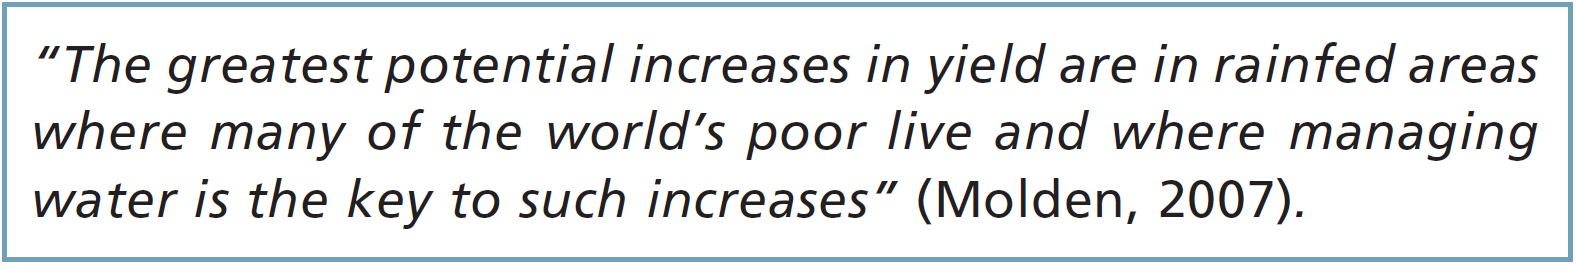 “The greatest potential increases in yield are in rainfed areas
where many of the world’s poor live and where managing
water is the key to such increases” (Molden, 2007).